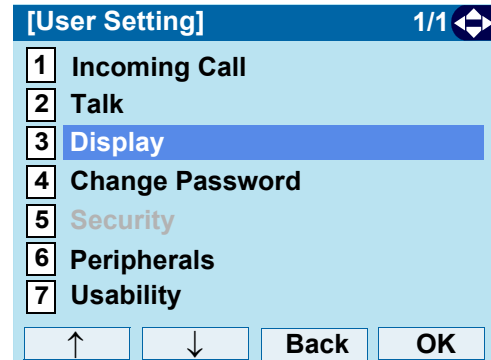 [User Setting] 1/1
1 Incoming Call
2 Talk
3 Display
4 Change Password
5 Security
6 Peripherals
7 Usability
↑ ↓ Back OK